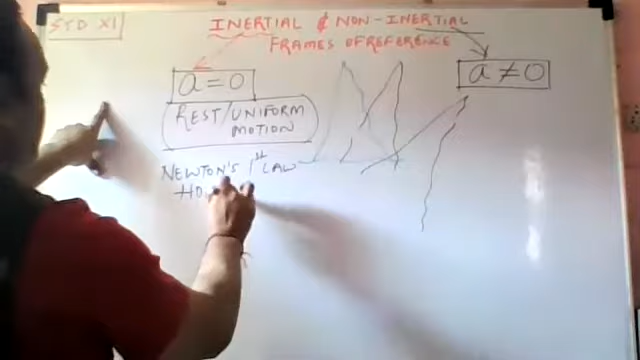 STD XI
INERTIAL & NON-INERTIAL
FRAMES OF REFERENCE
a = 0
a ≠ 0
REST/UNIFORM
MOTION
NEWTON'S 1st LAW